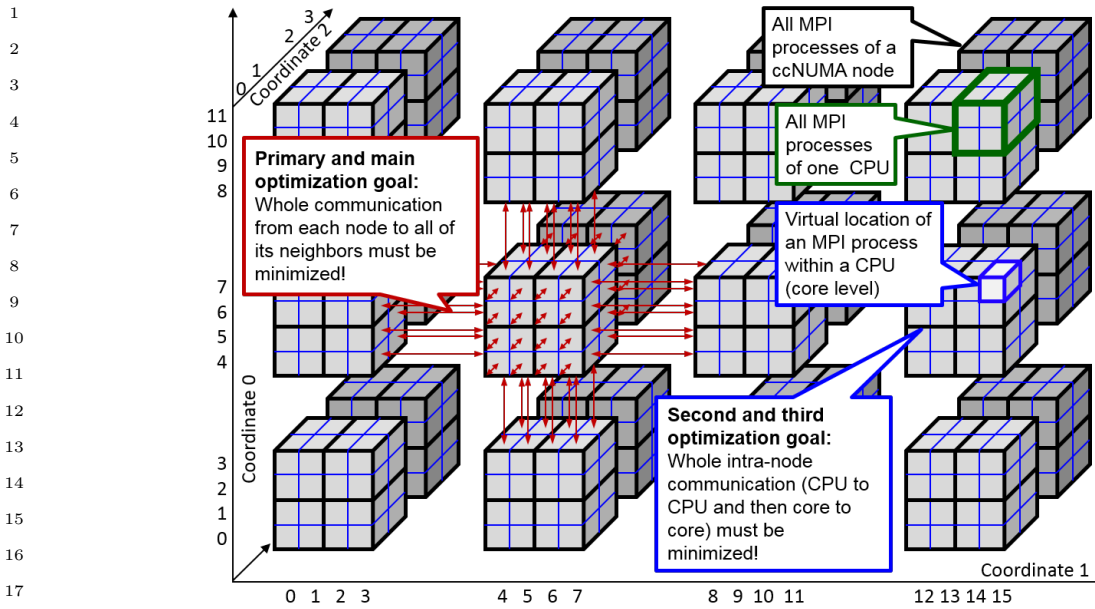 1
2
3
4
5
6
7
8
9
10
11
12
13
14
15
16
17
0
1
2
3
Coordinate 2
11
10
9
8
7
6
5
4
3
2
1
0
Coordinate 0
All MPI
processes of a
ccNUMA node
All MPI
processes
of one CPU
Primary and main
optimization goal:
Whole communication
from each node to all of
its neighbors must be
minimized!
Virtual location of
an MPI process
within a CPU
(core level)
Second and third
optimization goal:
Whole intra-node
communication (CPU to
CPU and then core to
core) must be
minimized!
Coordinate 1
0 1 2 3 4 5 6 7 8 9 10 11 12 13 14 15